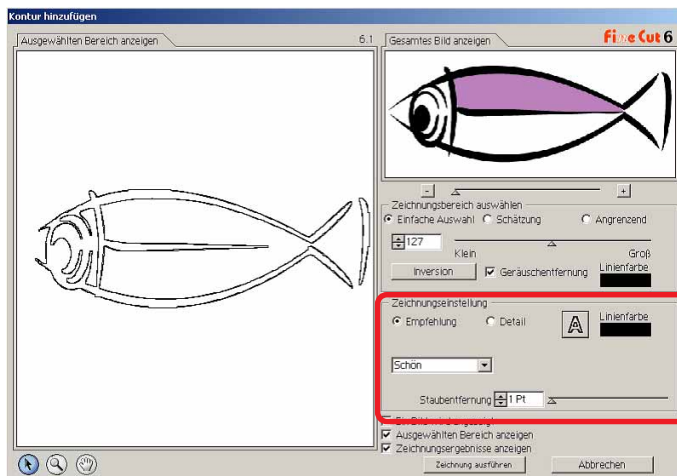 Kontur hinzufügen
Ausgewählten Bereich anzeigen 6.1
Gesamtes Bild anzeigen
Fine Cut 6
- +
Zeichnungsbereich auswählen
Einfache Auswahl Schätzung Angrenzend
127
Klein Groß
Inversion Geräuschentfernung Linienfarbe
Zeichnungseinstellung
Empfehlung Detail A Linienfarbe
Schön
Staubentfernung 1 Pt
Ausgewählten Bereich anzeigen
Zeichnungsergebnisse anzeigen
Zeichnung ausführen Abbrechen